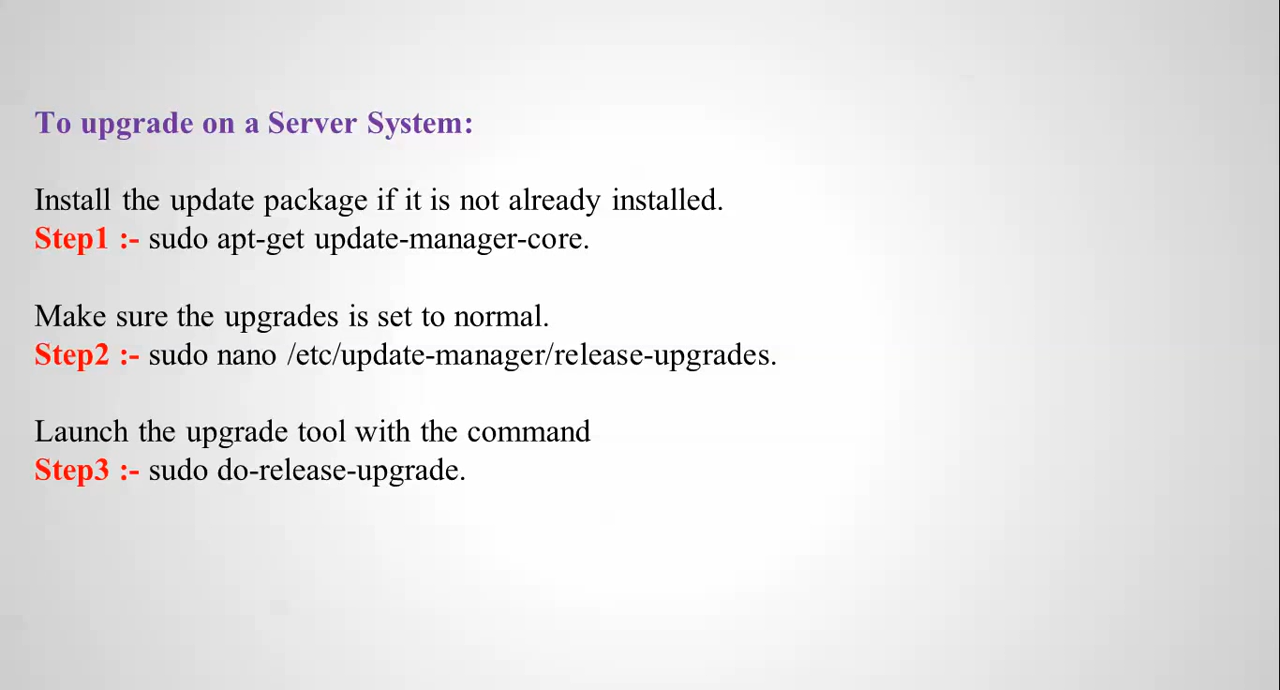 To upgrade on a Server System:
Install the update package if it is not already installed.
Step1 :- sudo apt-get update-manager-core.
Make sure the upgrades is set to normal.
Step2 :- sudo nano /etc/update-manager/release-upgrades.
Launch the upgrade tool with the command
Step3 :- sudo do-release-upgrade.